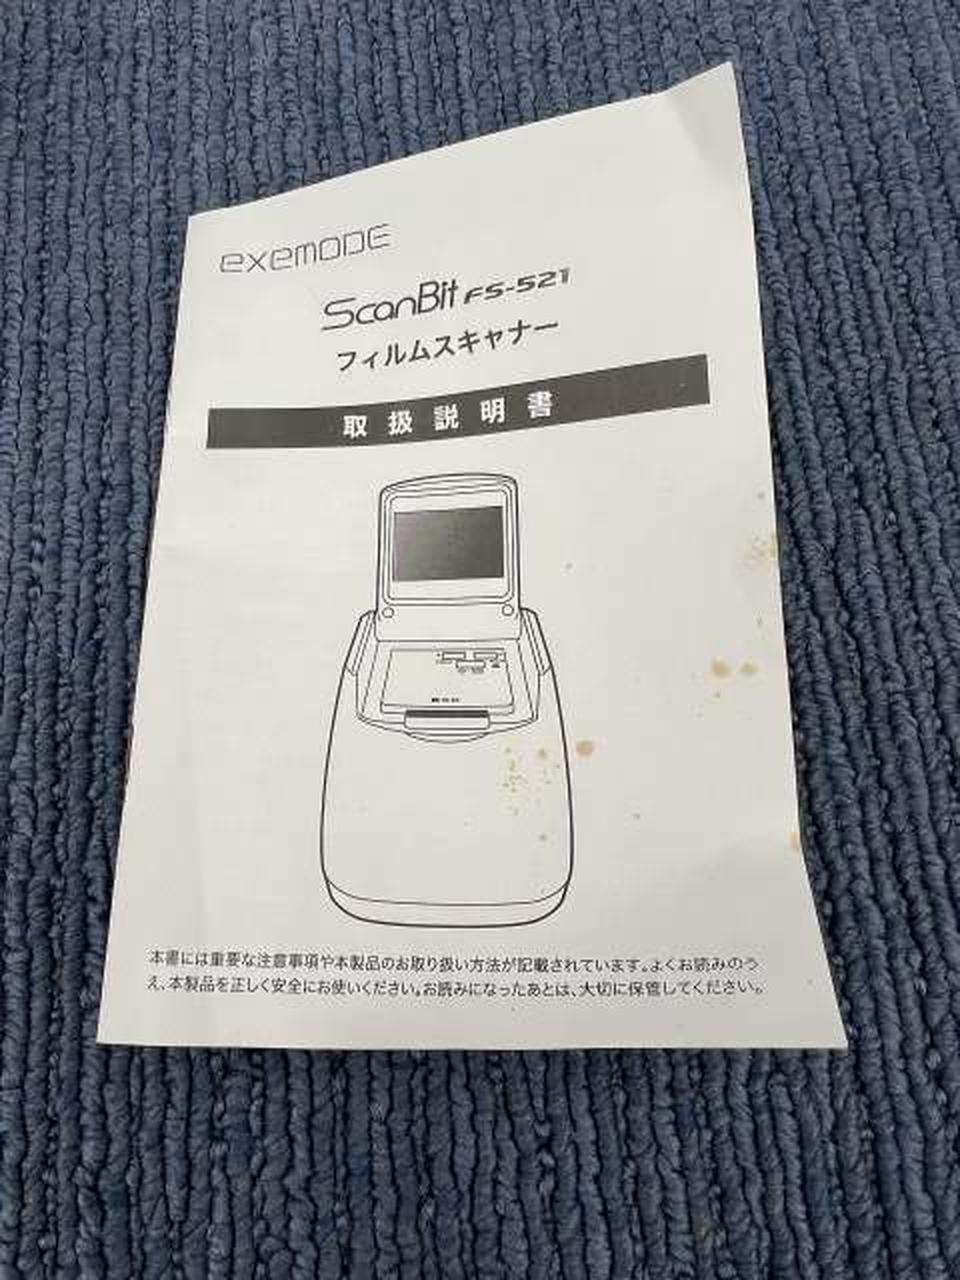 exemode
ScanBit FS-521
フィルムスキャナー
取扱説明書
本書には重要な注意事項や本製品のお取り扱い方法が記載されています。よくお読みのう
え、本製品を正しく安全にお使いください。お読みになったあとは、大切に保管してください。